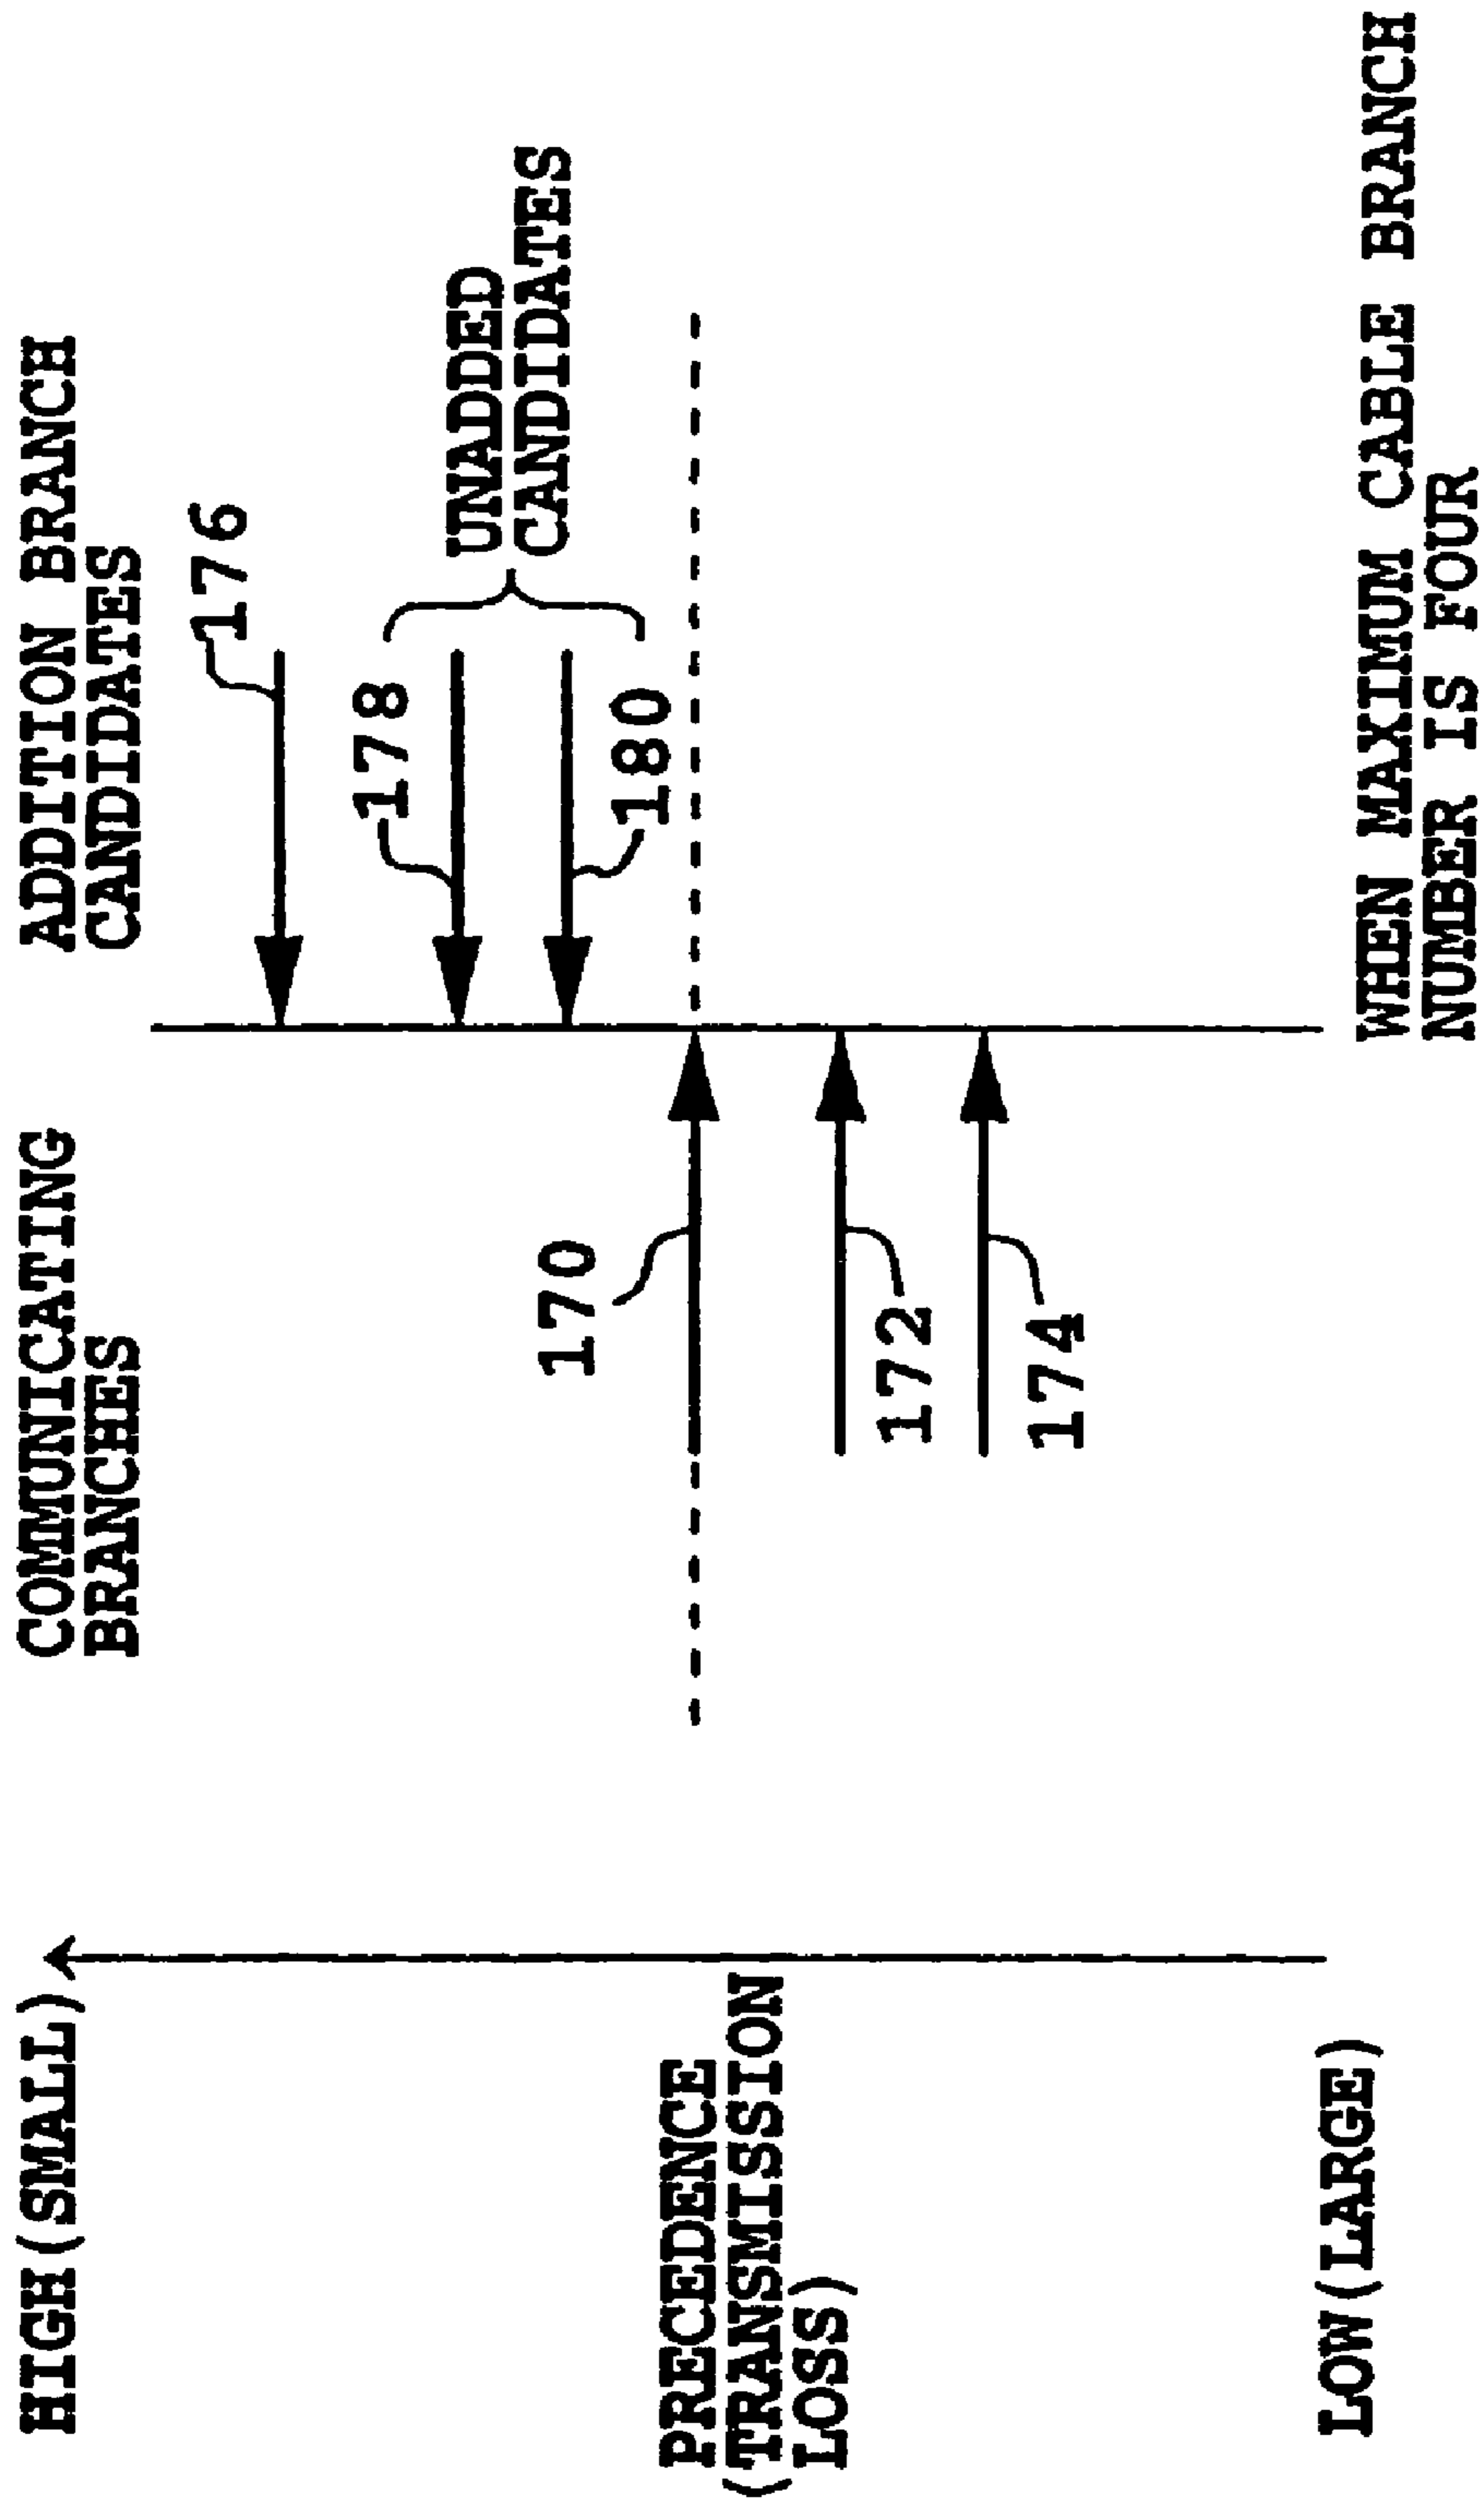 HIGH(SMALL)
COMMUNICATING
BRANCHES
ADDITION BRANCH
CANDIDATES
176
178
UNADDED
CANDIDATES
180
170
PRECEDENCE
(TRANSMISSION
LOSS)
172
174
LOW(LARGE)
WHEN MAXIMUM CABLE BRANCH
NUMBER IS FOUR